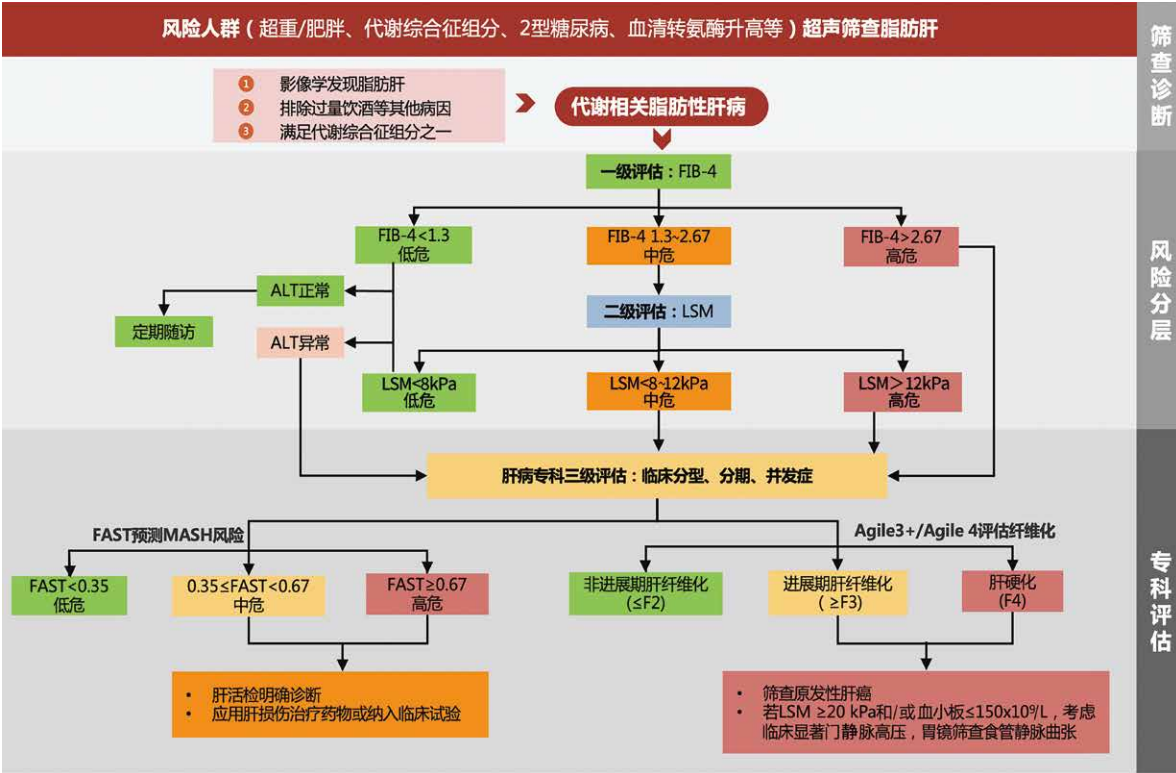 风险人群（超重/肥胖、代谢综合征组分、2型糖尿病、血清转氨酶升高等）超声筛查脂肪肝
筛查诊断
1 影像学发现脂肪肝
2 排除过量饮酒等其他病因
3 满足代谢综合征组分之一
代谢相关脂肪性肝病
一级评估：FIB-4
FIB-4<1.3
低危
FIB-4 1.3~2.67
中危
FIB-4>2.67
高危
风险分层
ALT正常
定期随访
ALT异常
二级评估：LSM
LSM<8kPa
低危
LSM<8~12kPa
中危
LSM＞12kPa
高危
肝病专科三级评估：临床分型、分期、并发症
专科评估
FAST预测MASH风险
Agile3+/Agile 4评估纤维化
FAST<0.35
低危
0.35≤FAST<0.67
中危
FAST≥0.67
高危
非进展期肝纤维化
(≤F2)
进展期肝纤维化
（ ≥F3）
肝硬化
(F4)
• 肝活检明确诊断
• 应用肝损伤治疗药物或纳入临床试验
• 筛查原发性肝癌
• 若LSM ≥20 kPa和/或血小板≤150x10⁹/L，考虑
临床显著门静脉高压，胃镜筛查食管静脉曲张